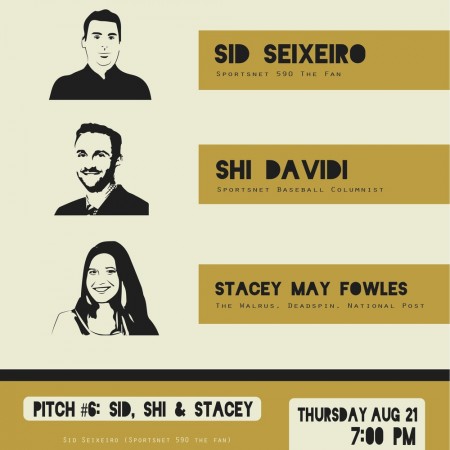 Sid Seixeiro
Sportsnet 590 The Fan
Shi Davidi
Sportsnet Baseball Columnist
Stacey May Fowles
The Walrus, Deadspin, National Post
Pitch #6: Sid, Shi & Stacey
Sid Seixeiro (Sportsnet 590 the fan)
Thursday Aug 21
7:00 PM